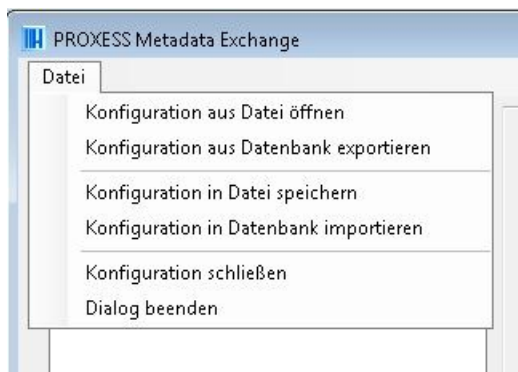 PROXESS Metadata Exchange
Datei
Konfiguration aus Datei öffnen
Konfiguration aus Datenbank exportieren
Konfiguration in Datei speichern
Konfiguration in Datenbank importieren
Konfiguration schließen
Dialog beenden